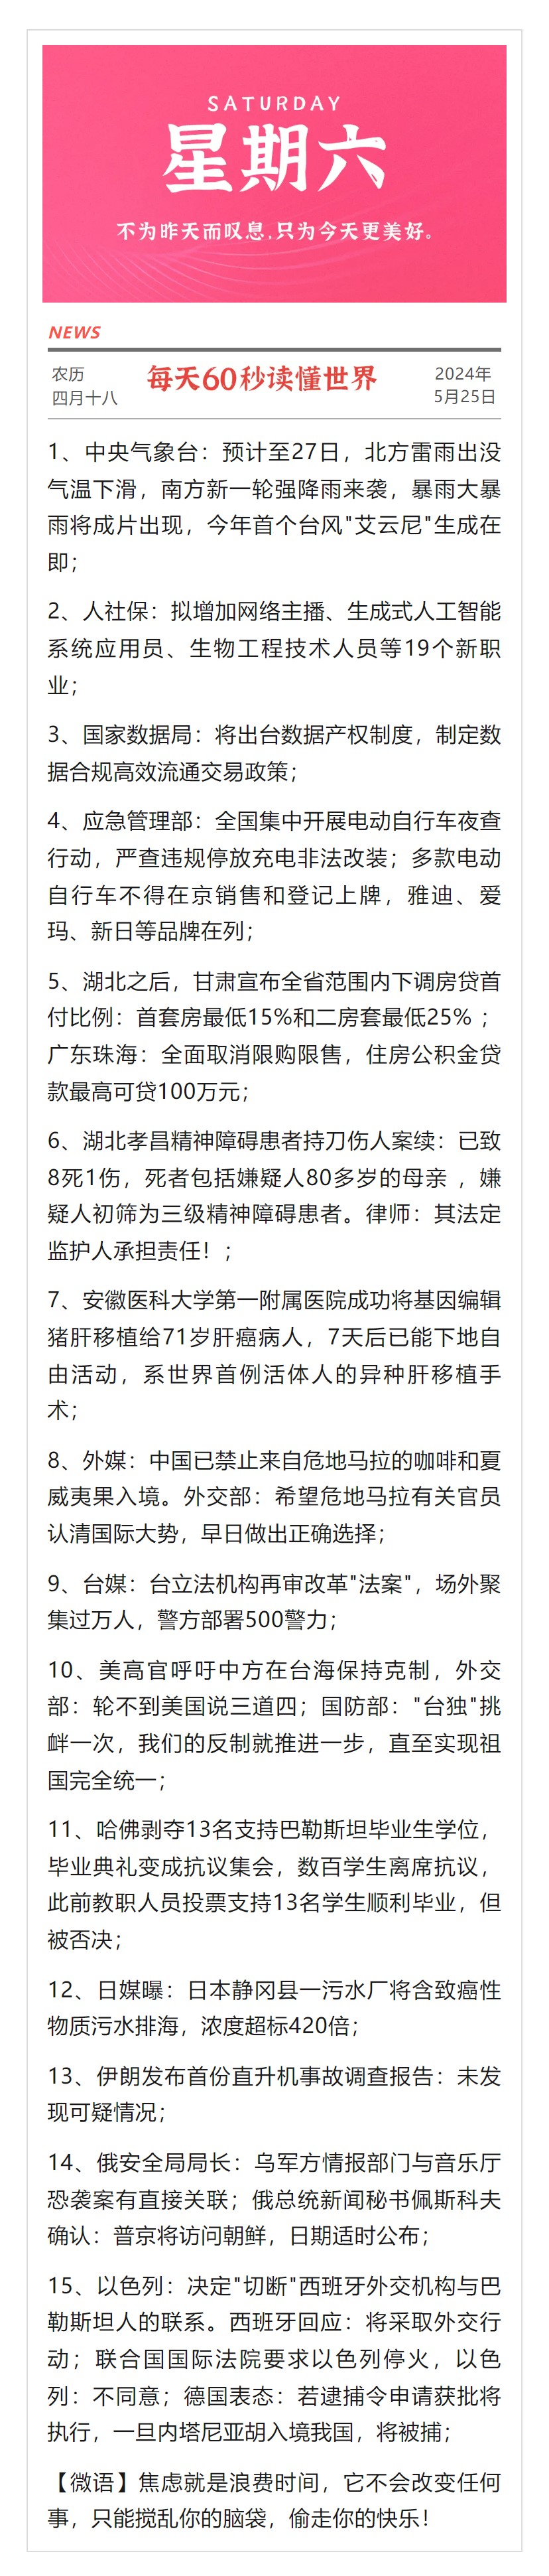 SATURDAY
星期六
不为昨天而叹息,只为今天更美好。
NEWS
农历
四月十八
每天60秒读懂世界
2024年
5月25日
1、中央气象台：预计至27日，北方雷雨出没
气温下滑，南方新一轮强降雨来袭，暴雨大暴
雨将成片出现，今年首个台风"艾云尼"生成在
即；
2、人社保：拟增加网络主播、生成式人工智能
系统应用员、生物工程技术人员等19个新职
业；
3、国家数据局：将出台数据产权制度，制定数
据合规高效流通交易政策；
4、应急管理部：全国集中开展电动自行车夜查
行动，严查违规停放充电非法改装；多款电动
自行车不得在京销售和登记上牌，雅迪、爱
玛、新日等品牌在列；
5、湖北之后，甘肃宣布全省范围内下调房贷首
付比例：首套房最低15%和二房套最低25% ；
广东珠海：全面取消限购限售，住房公积金贷
款最高可贷100万元；
6、湖北孝昌精神障碍患者持刀伤人案续：已致
8死1伤，死者包括嫌疑人80多岁的母亲 ，嫌
疑人初筛为三级精神障碍患者。律师：其法定
监护人承担责任！；
7、安徽医科大学第一附属医院成功将基因编辑
猪肝移植给71岁肝癌病人，7天后已能下地自
由活动，系世界首例活体人的异种肝移植手
术；
8、外媒：中国已禁止来自危地马拉的咖啡和夏
威夷果入境。外交部：希望危地马拉有关官员
认清国际大势，早日做出正确选择；
9、台媒：台立法机构再审改革"法案"，场外聚
集过万人，警方部署500警力；
10、美高官呼吁中方在台海保持克制，外交
部：轮不到美国说三道四；国防部："台独"挑
衅一次，我们的反制就推进一步，直至实现祖
国完全统一；
11、哈佛剥夺13名支持巴勒斯坦毕业生学位，
毕业典礼变成抗议集会，数百学生离席抗议，
此前教职人员投票支持13名学生顺利毕业，但
被否决；
12、日媒曝：日本静冈县一污水厂将含致癌性
物质污水排海，浓度超标420倍；
13、伊朗发布首份直升机事故调查报告：未发
现可疑情况；
14、俄安全局局长：乌军方情报部门与音乐厅
恐袭案有直接关联；俄总统新闻秘书佩斯科夫
确认：普京将访问朝鲜，日期适时公布；
15、以色列：决定"切断"西班牙外交机构与巴
勒斯坦人的联系。西班牙回应：将采取外交行
动；联合国国际法院要求以色列停火，以色
列：不同意；德国表态：若逮捕令申请获批将
执行，一旦内塔尼亚胡入境我国，将被捕；
【微语】焦虑就是浪费时间，它不会改变任何
事，只能搅乱你的脑袋，偷走你的快乐！